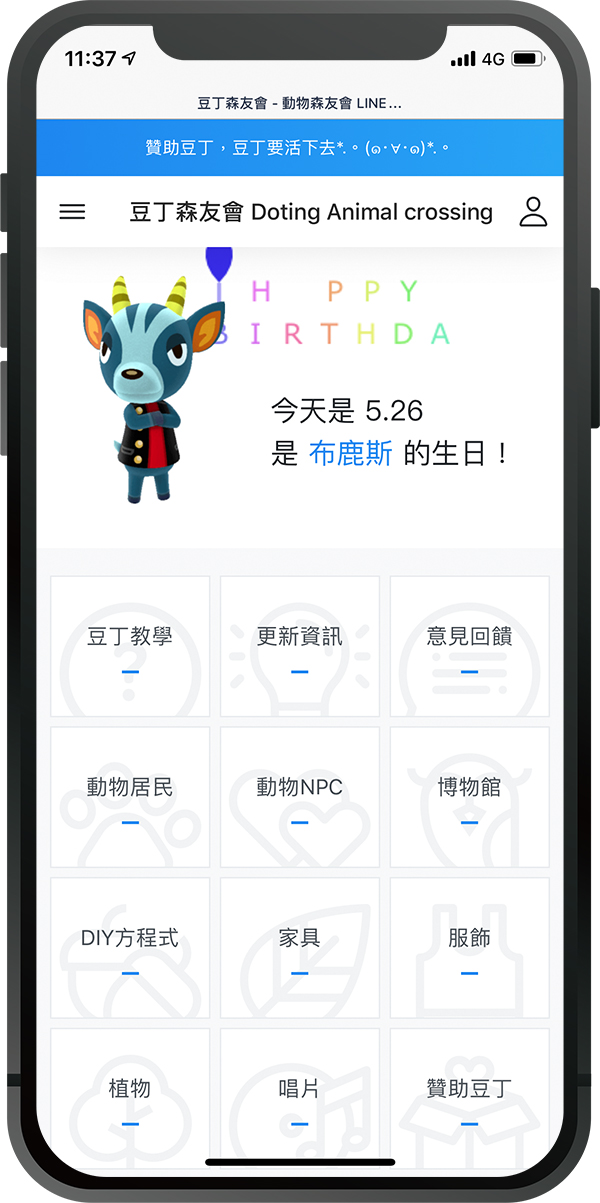 11:37 4G
豆丁森友會 - 動物森友會 LINE...
贊助豆丁，豆丁要活下去*.。(๑･∀･๑)*.。
豆丁森友會 Doting Animal crossing
H PPY
BIRTHDA
今天是 5.26
是 布鹿斯 的生日！
豆丁教學 更新資訊 意見回饋
動物居民 動物NPC 博物館
DIY方程式 家具 服飾
植物 唱片 贊助豆丁